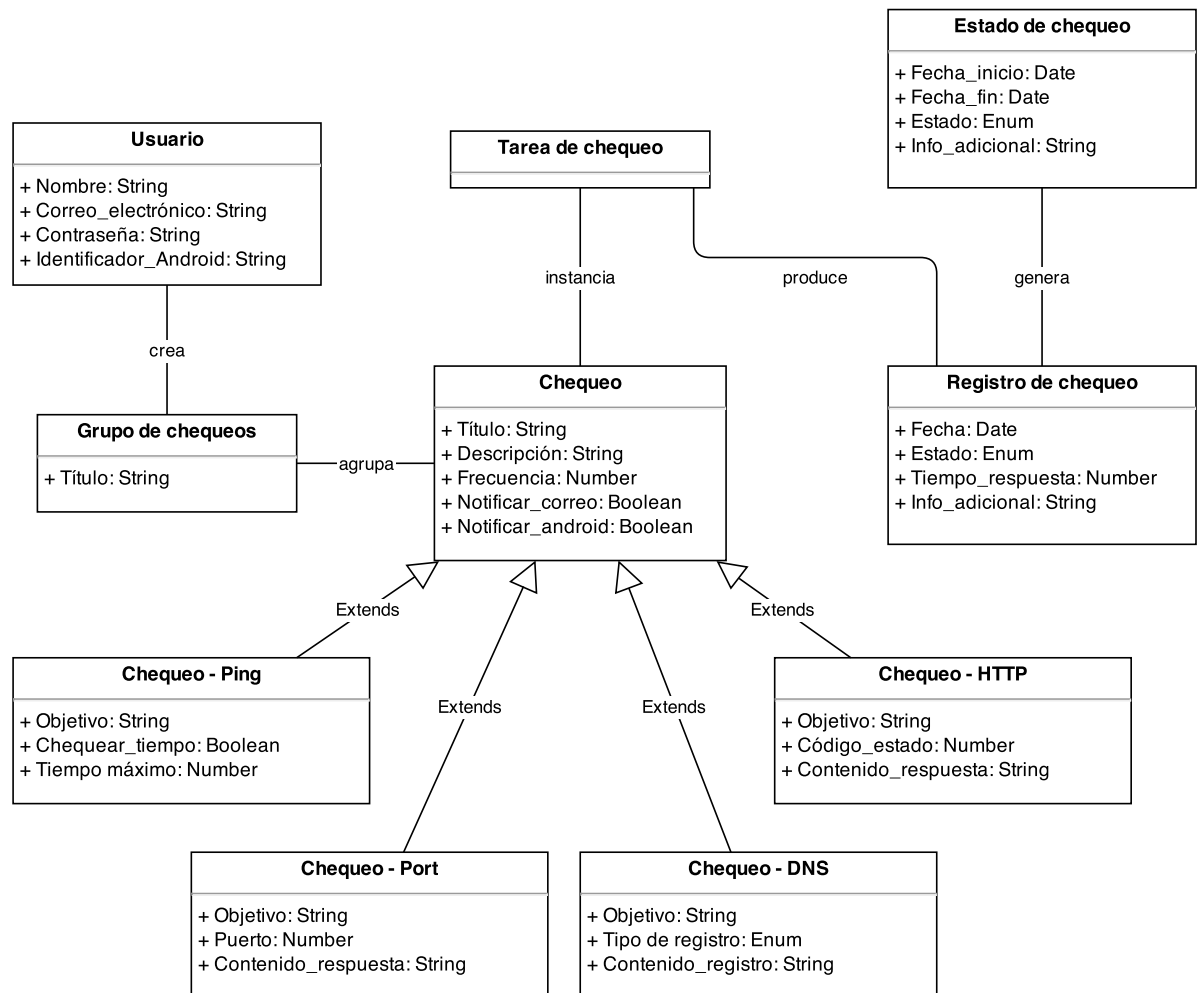 Estado de chequeo
+ Fecha_inicio: Date
+ Fecha_fin: Date
+ Estado: Enum
+ Info_adicional: String
Usuario
+ Nombre: String
+ Correo_electrónico: String
+ Contraseña: String
+ Identificador_Android: String
Tarea de chequeo
instancia
produce
genera
crea
Grupo de chequeos
+ Título: String
agrupa
Chequeo
+ Título: String
+ Descripción: String
+ Frecuencia: Number
+ Notificar_correo: Boolean
+ Notificar_android: Boolean
Registro de chequeo
+ Fecha: Date
+ Estado: Enum
+ Tiempo_respuesta: Number
+ Info_adicional: String
Extends
Extends
Extends
Extends
Chequeo - Ping
+ Objetivo: String
+ Chequear_tiempo: Boolean
+ Tiempo máximo: Number
Chequeo - HTTP
+ Objetivo: String
+ Código_estado: Number
+ Contenido_respuesta: String
Chequeo - Port
+ Objetivo: String
+ Puerto: Number
+ Contenido_respuesta: String
Chequeo - DNS
+ Objetivo: String
+ Tipo de registro: Enum
+ Contenido_registro: String